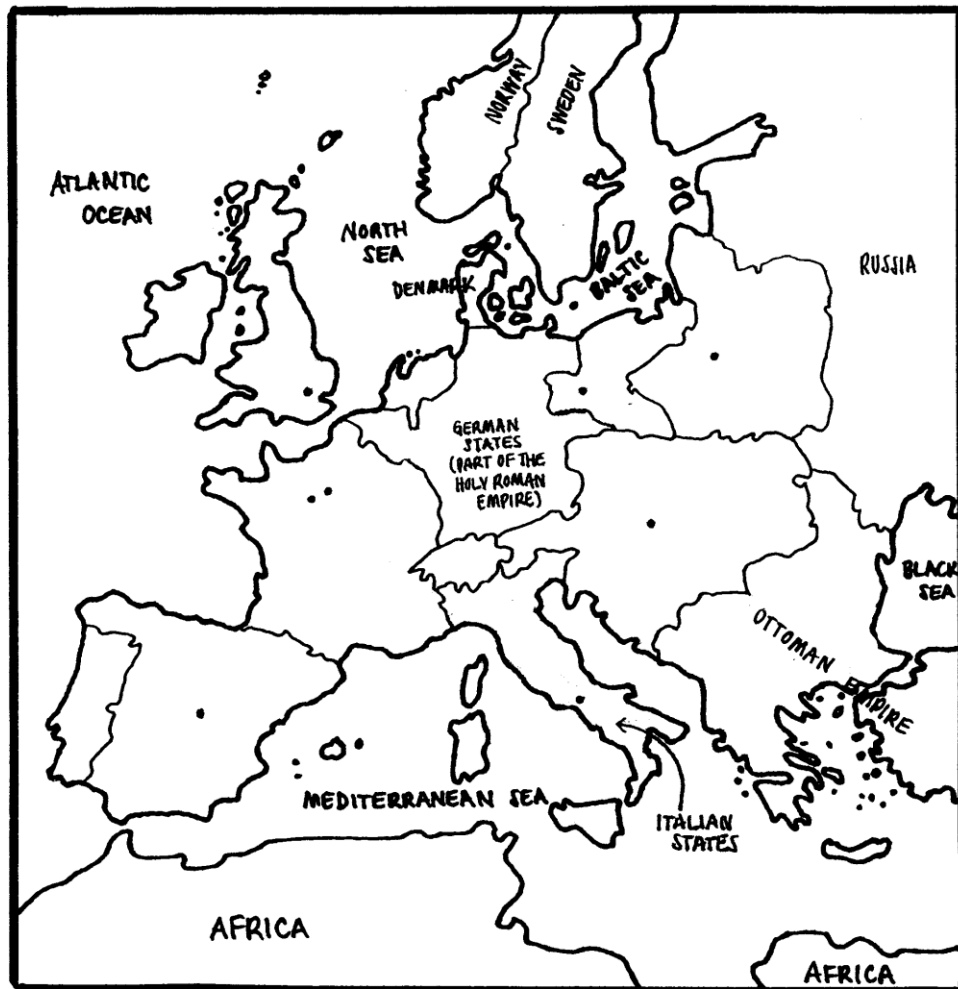 NORWAY
SWEDEN
ATLANTIC
OCEAN
NORTH
SEA
DENMARK
BALTIC
SEA
RUSSIA
GERMAN
STATES
(PART OF THE
HOLY ROMAN
EMPIRE)
BLACK
SEA
OTTOMAN
EMPIRE
MEDITERRANEAN SEA
ITALIAN
STATES
AFRICA
AFRICA